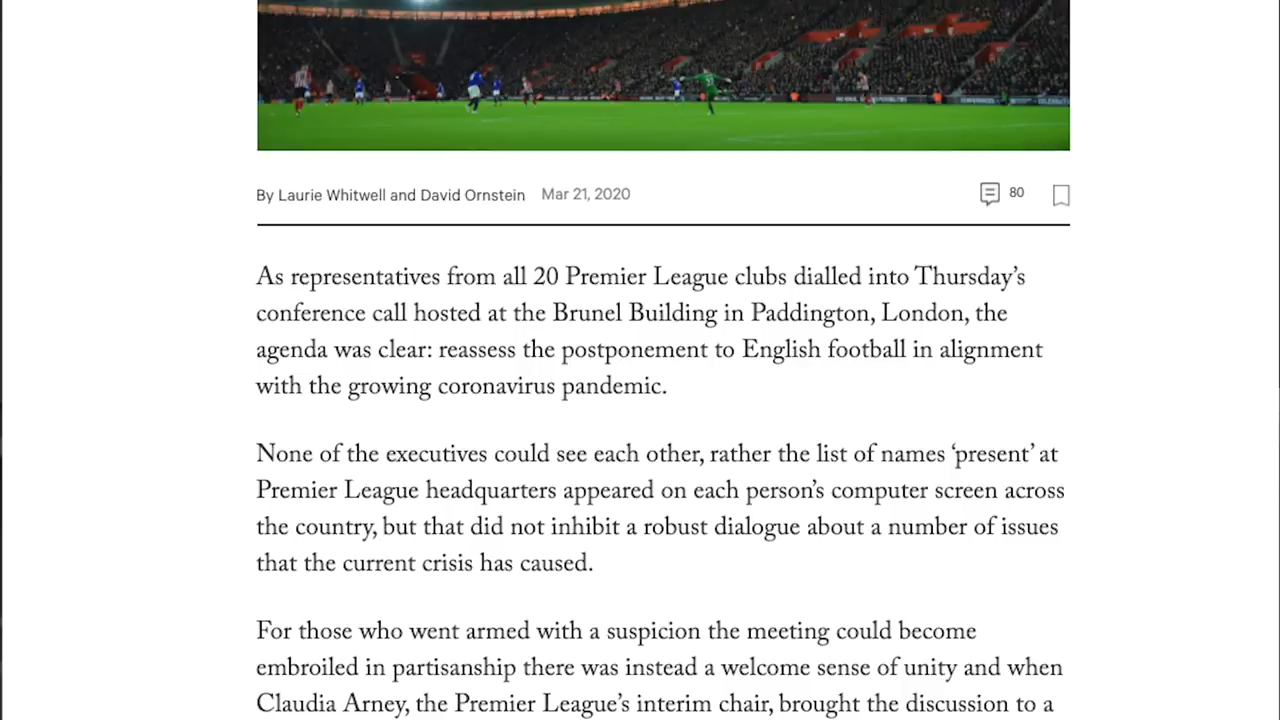 By Laurie Whitwell and David Ornstein Mar 21, 2020 80
As representatives from all 20 Premier League clubs dialled into Thursday’s
conference call hosted at the Brunel Building in Paddington, London, the
agenda was clear: reassess the postponement to English football in alignment
with the growing coronavirus pandemic.
None of the executives could see each other, rather the list of names ‘present’ at
Premier League headquarters appeared on each person’s computer screen across
the country, but that did not inhibit a robust dialogue about a number of issues
that the current crisis has caused.
For those who went armed with a suspicion the meeting could become
embroiled in partisanship there was instead a welcome sense of unity and when
Claudia Arney, the Premier League’s interim chair, brought the discussion to a